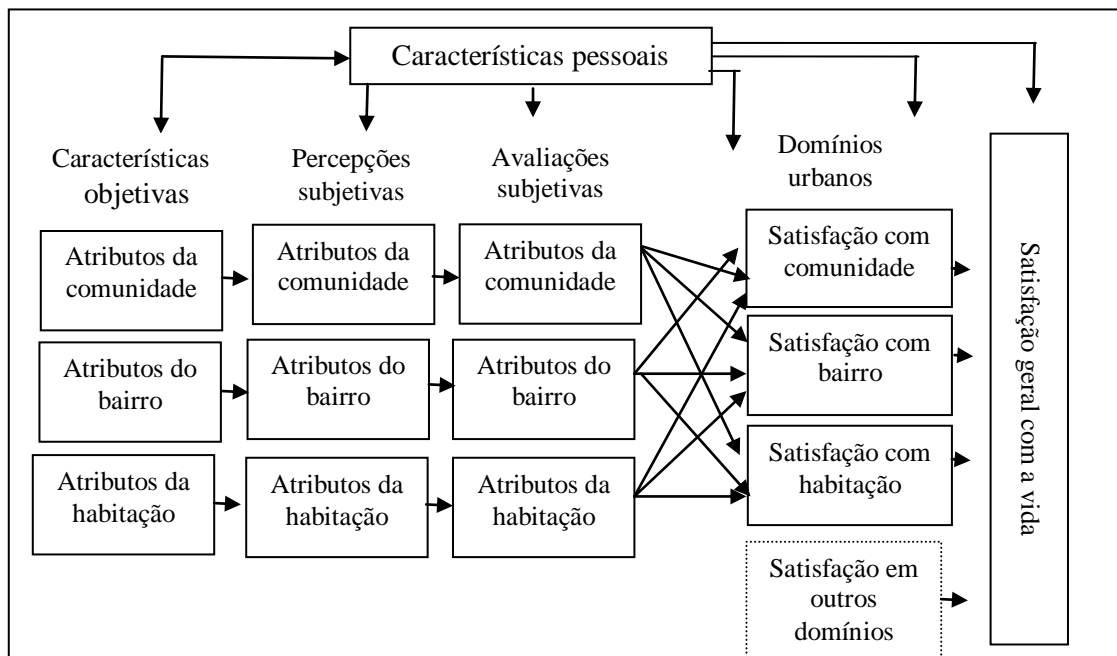 Características pessoais
Características
objetivas
Percepções
subjetivas
Avaliações
subjetivas
Domínios
urbanos
Atributos da
comunidade
Atributos da
comunidade
Atributos da
comunidade
Satisfação com
comunidade
Atributos do
bairro
Atributos do
bairro
Atributos do
bairro
Satisfação com
bairro
Atributos da
habitação
Atributos da
habitação
Atributos da
habitação
Satisfação com
habitação
Satisfação em
outros
domínios
Satisfação geral com a vida